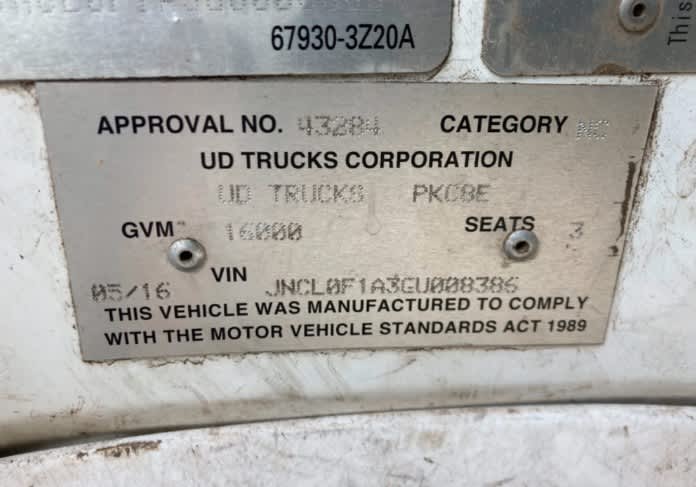 67930-3Z20A
This
APPROVAL NO. 43284 CATEGORY NC
UD TRUCKS CORPORATION
UD TRUCKS PKC8E
GVM 16000 SEATS 3
05/16 VIN JNCL0F1A3GU008386
THIS VEHICLE WAS MANUFACTURED TO COMPLY
WITH THE MOTOR VEHICLE STANDARDS ACT 1989